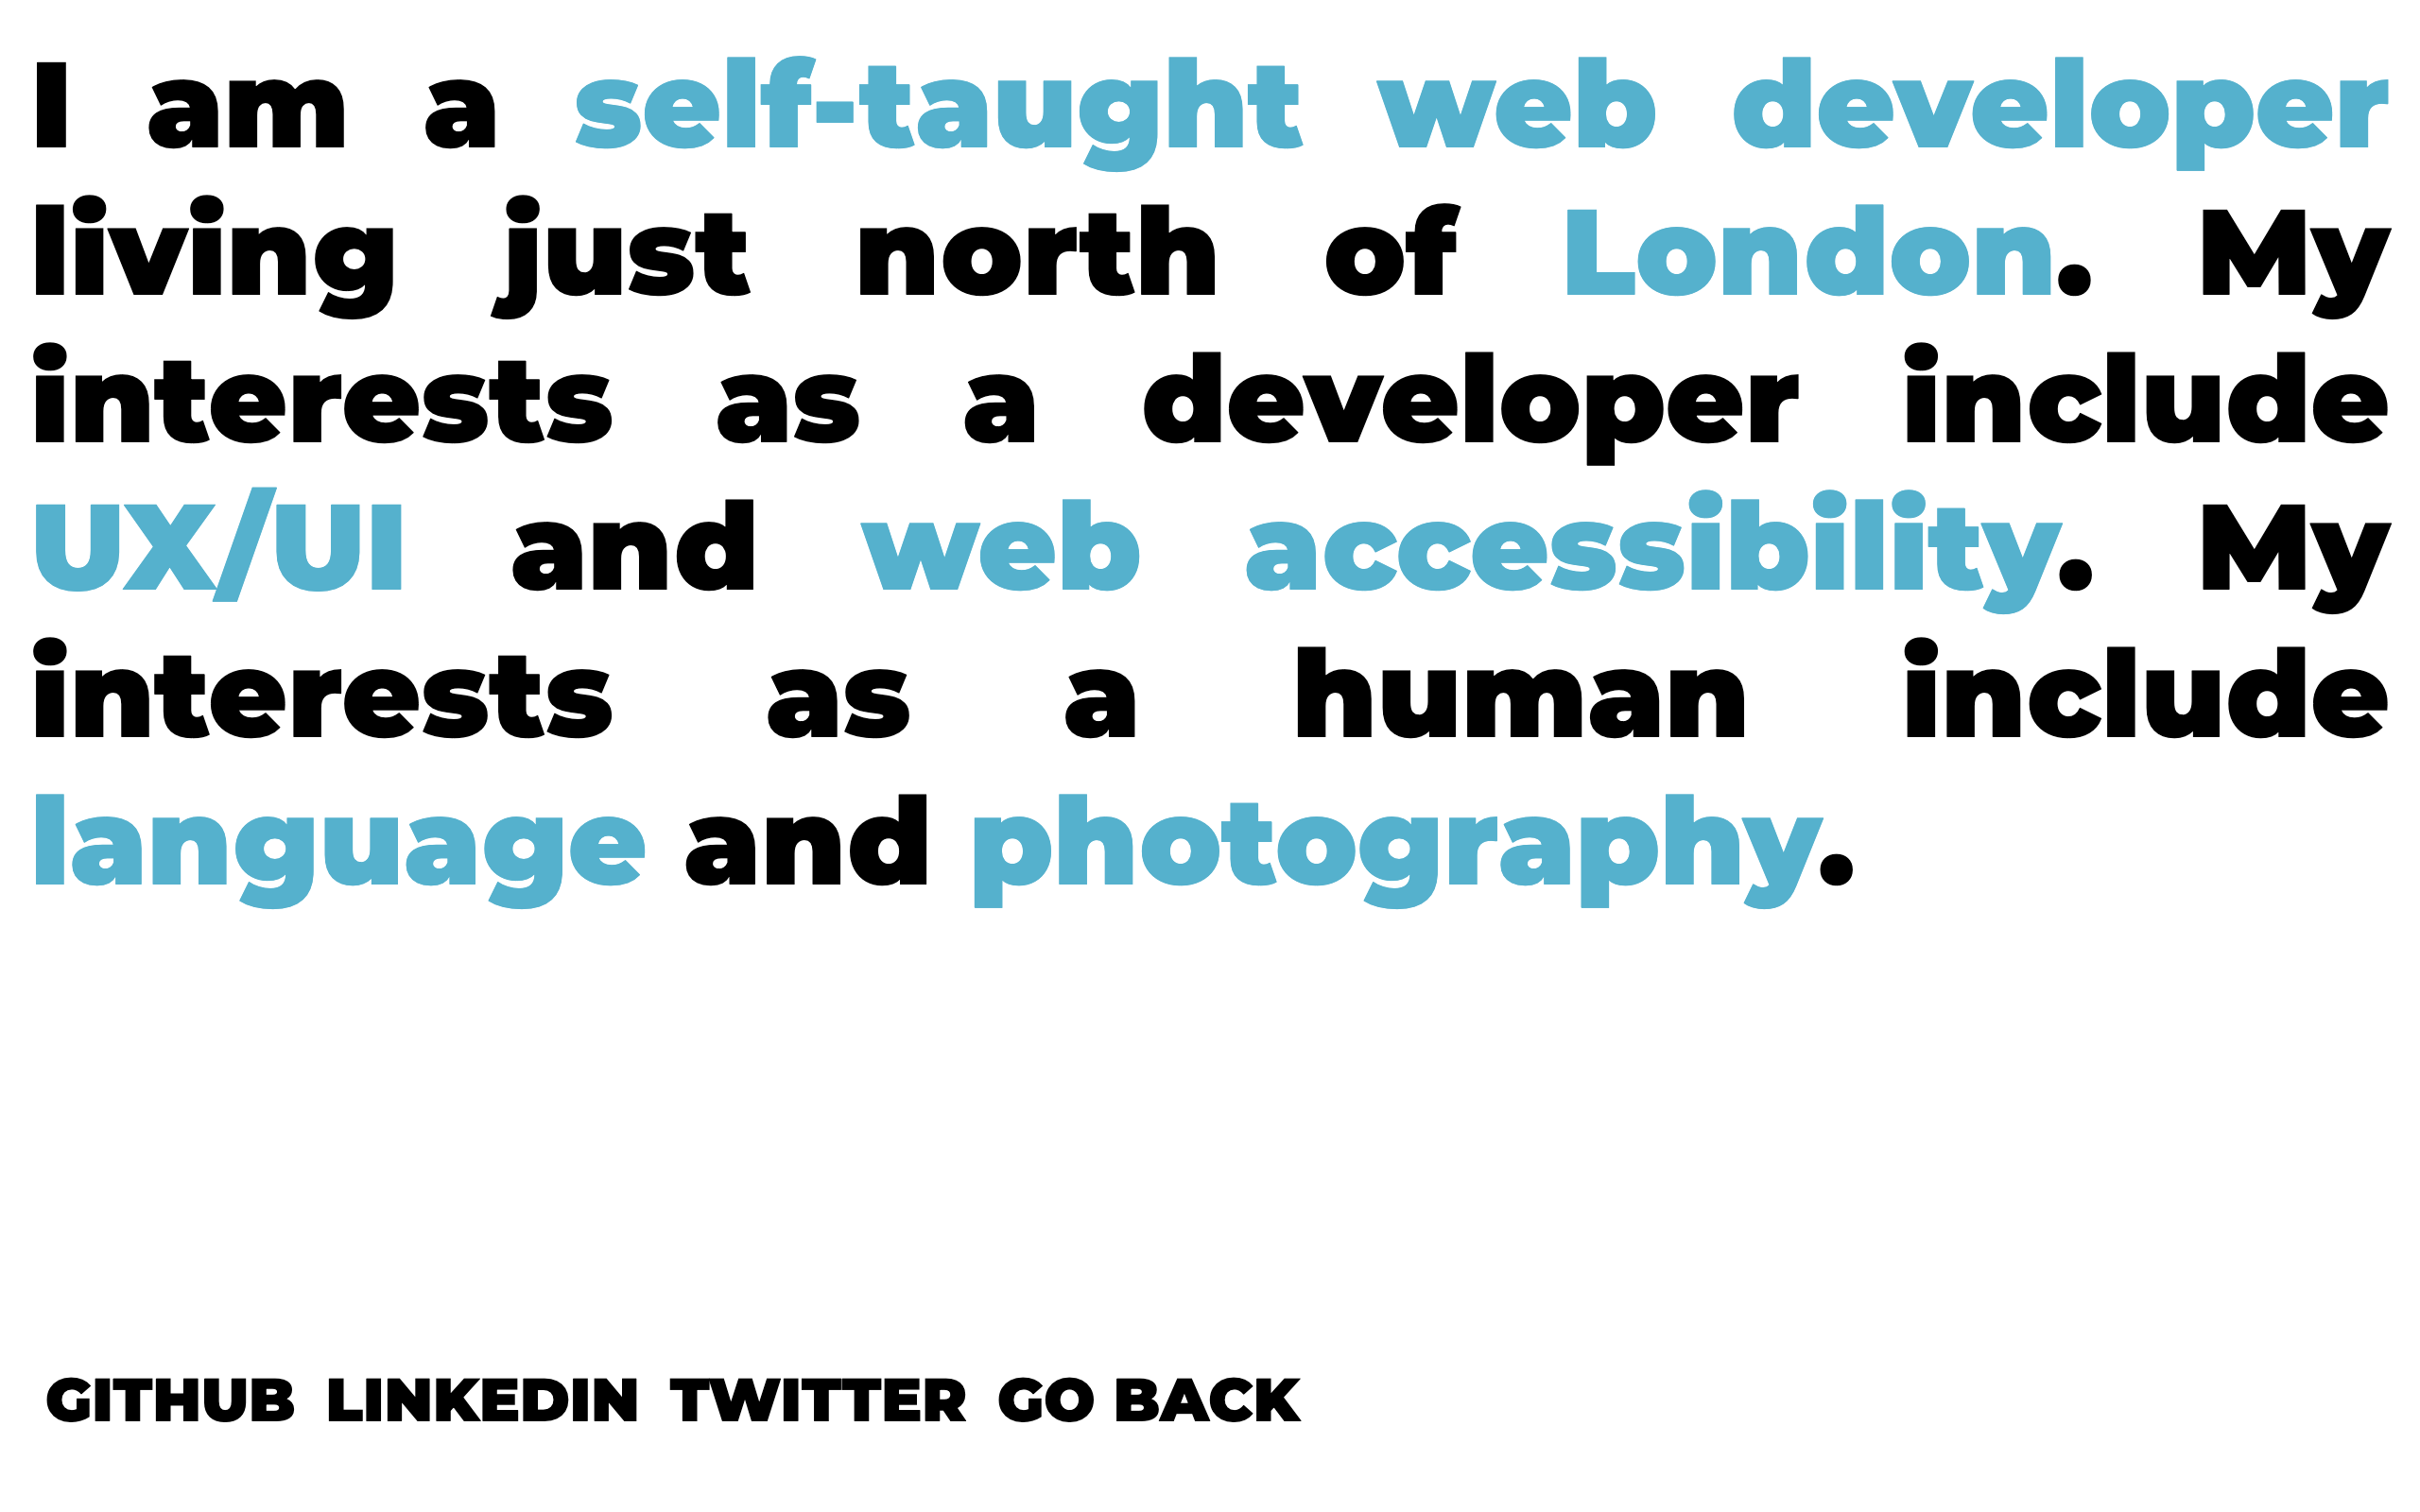 I am a self-taught web developer
living just north of London. My
interests as a developer include
UX/UI and web accessibility. My
interests as a human include
language and photography.
GITHUB LINKEDIN TWITTER GO BACK